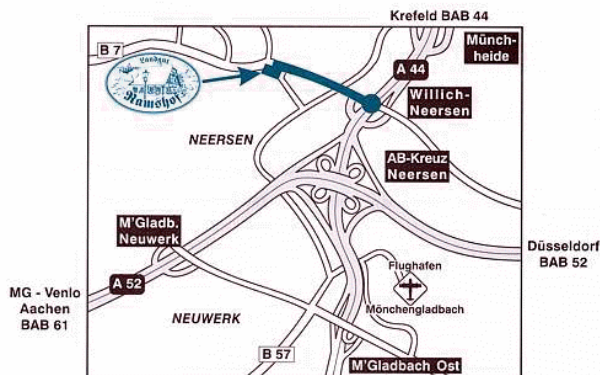 Krefeld BAB 44
Münch-
heide
B 7
A 44
Landgut
Ramshof
Willich-
Neersen
NEERSEN
AB-Kreuz
Neersen
M'Gladb.
Neuwerk
Düsseldorf
BAB 52
Flughafen
A 52
MG - Venlo
Aachen
BAB 61
Mönchengladbach
NEUWERK
B 57
M'Gladbach Ost